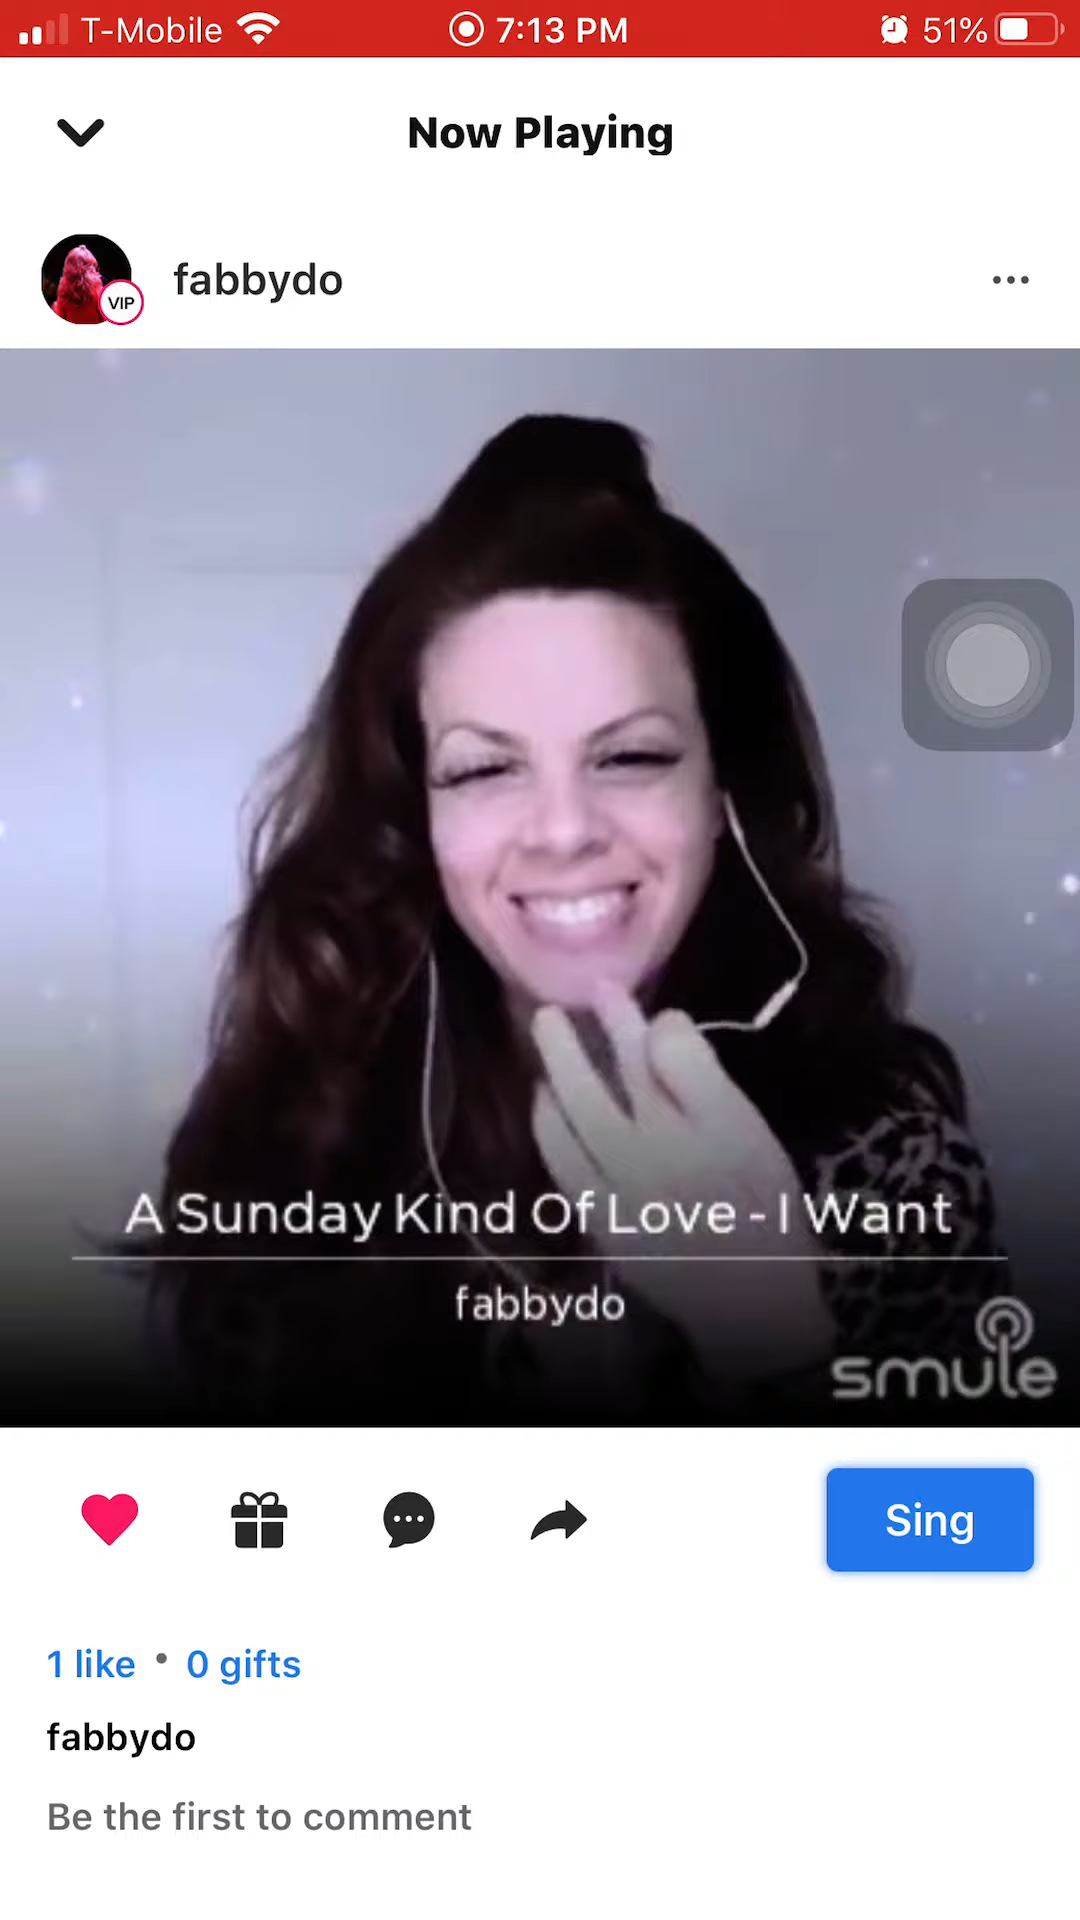 T-Mobile 7:13 PM 51%
Now Playing
VIP
fabbydo
A Sunday Kind Of Love - I Want
fabbydo
smule
Sing
1 like • 0 gifts
fabbydo
Be the first to comment